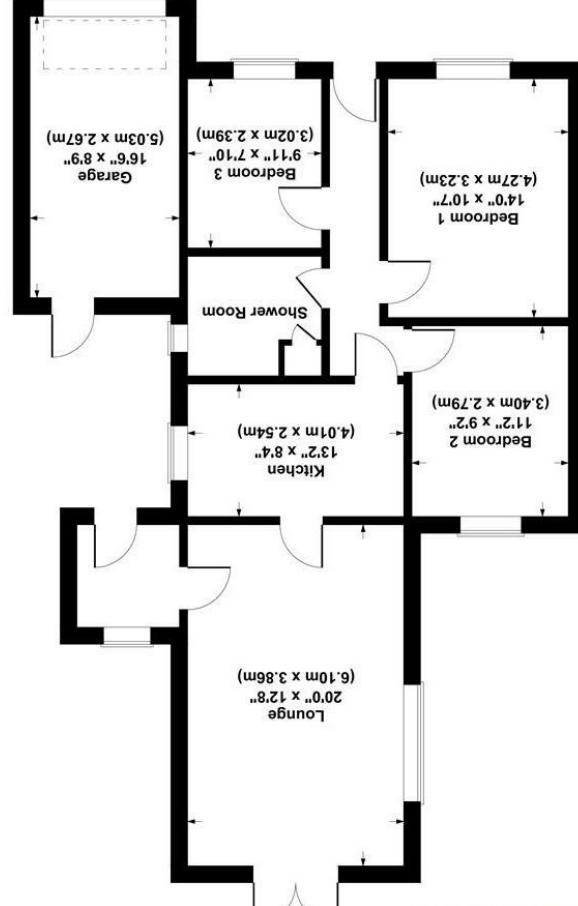 Lounge
20'0" x 12'8"
(6.10m x 3.86m)
Kitchen
13'2" x 8'4"
(4.01m x 2.54m)
Bedroom 2
11'2" x 9'2"
(3.40m x 2.79m)
Shower Room
Bedroom 1
14'0" x 10'7"
(4.27m x 3.23m)
Bedroom 3
9'11" x 7'10"
(3.02m x 2.39m)
Garage
16'6" x 8'9"
(5.03m x 2.67m)